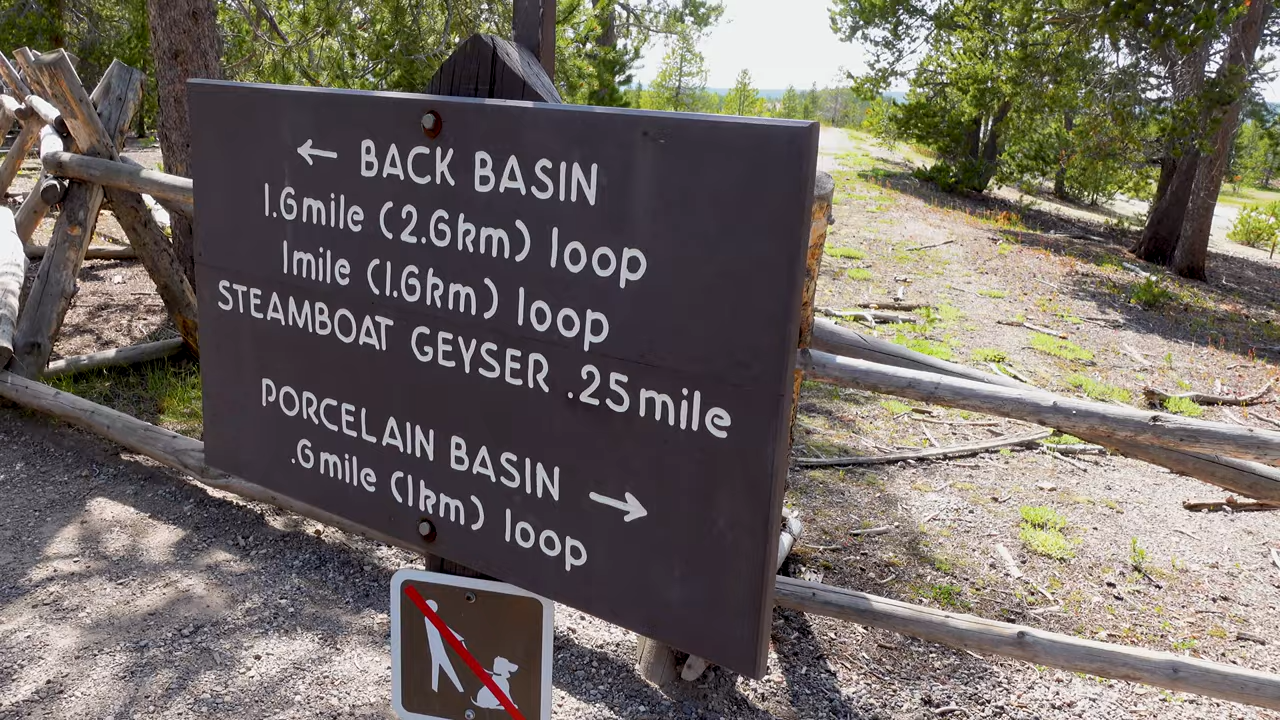 ← BACK BASIN
1.6mile (2.6km) loop
1mile (1.6km) loop
STEAMBOAT GEYSER .25mile
PORCELAIN BASIN →
.6mile (1km) loop